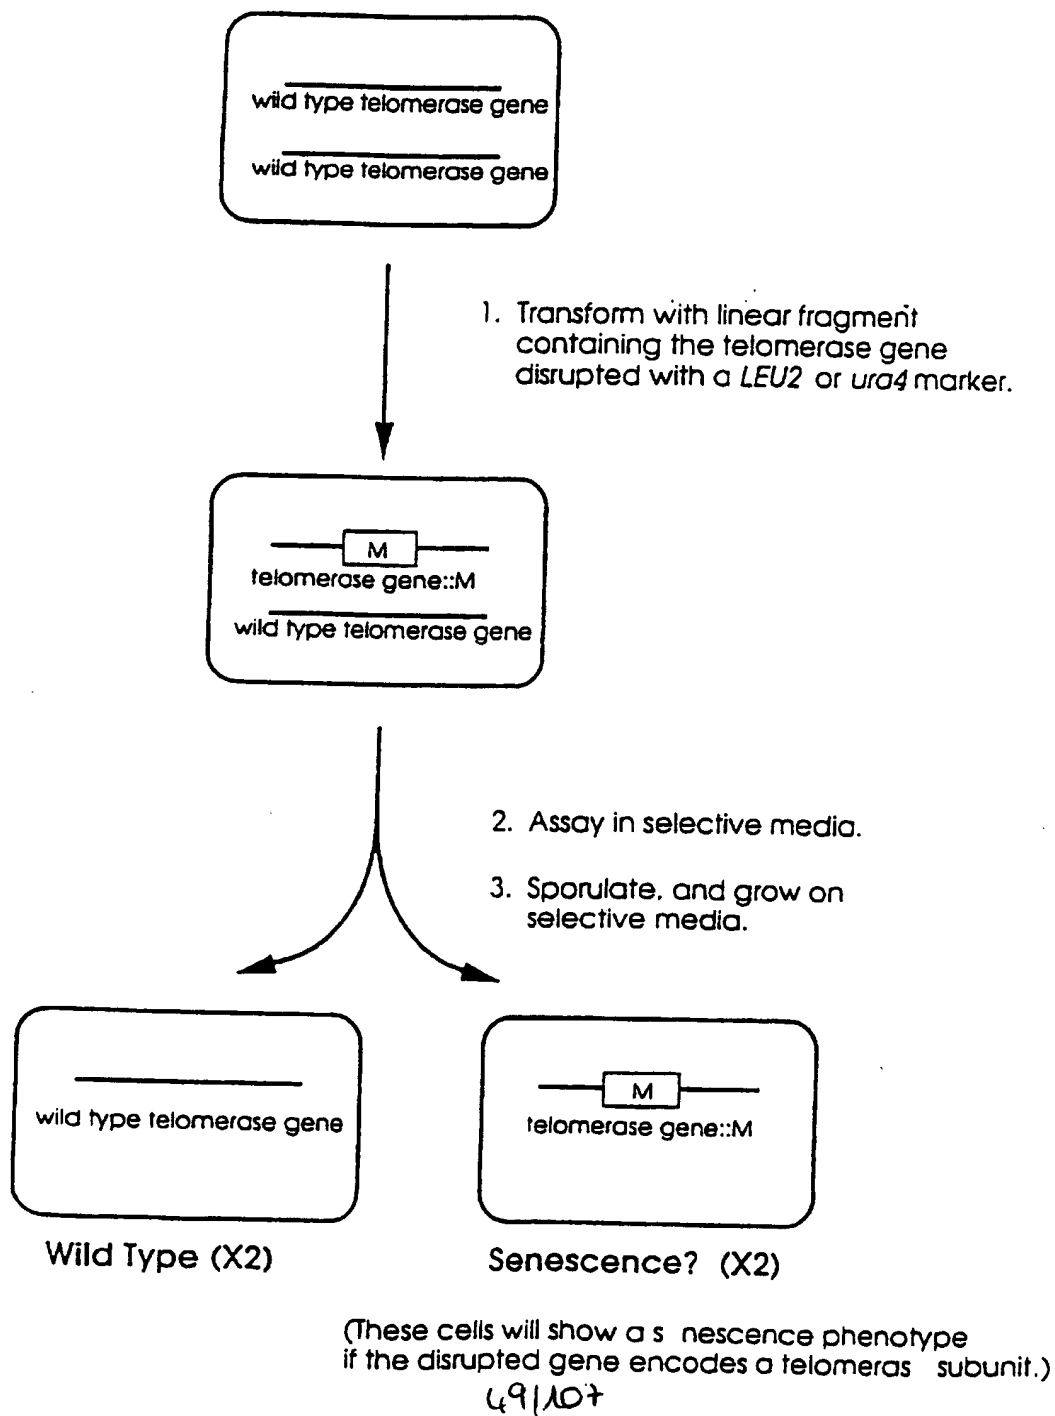 wild type telomerase gene
wild type telomerase gene
1. Transform with linear fragment
containing the telomerase gene
disrupted with a LEU2 or ura4 marker.
M
telomerase gene::M
wild type telomerase gene
2. Assay in selective media.
3. Sporulate, and grow on
selective media.
wild type telomerase gene
M
telomerase gene::M
Wild Type (X2)
Senescence? (X2)
(These cells will show a s nescence phenotype
if the disrupted gene encodes a telomeras subunit.)
49/107